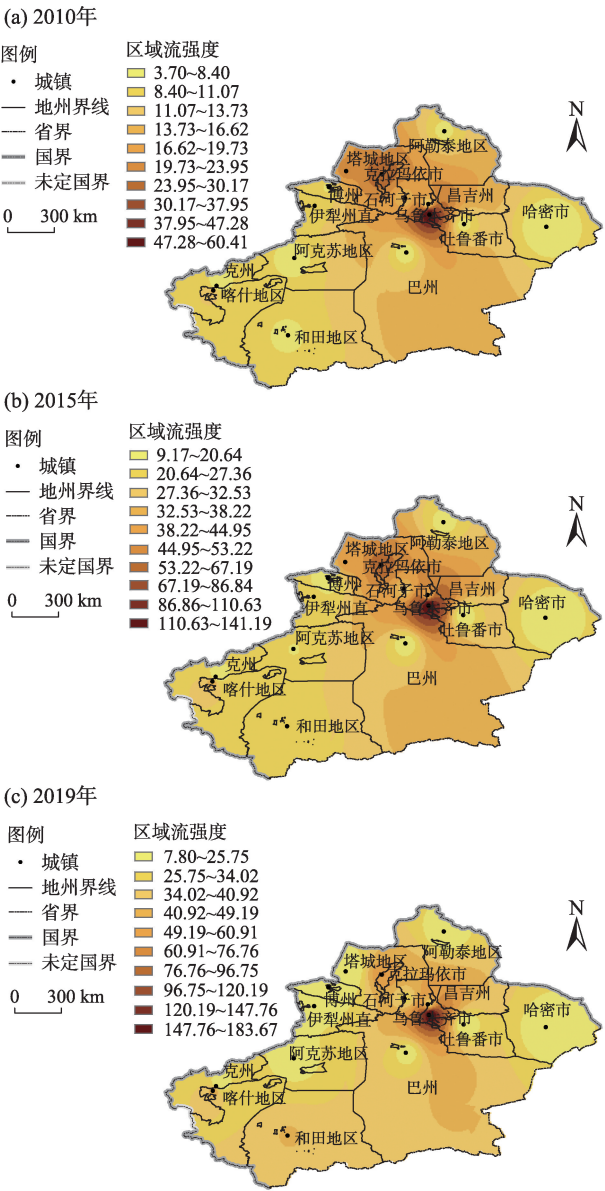 (a) 2010年
图例
城镇
地州界线
省界
国界
未定国界
0 300 km
区域流强度
3.70~8.40
8.40~11.07
11.07~13.73
13.73~16.62
16.62~19.73
19.73~23.95
23.95~30.17
30.17~37.95
37.95~47.28
47.28~60.41
N
阿勒泰地区
塔城地区
克拉玛依市
博州
石河子市
昌吉州
伊犁州直
乌鲁木齐市
哈密市
吐鲁番市
阿克苏地区
克州
巴州
喀什地区
和田地区
(b) 2015年
图例
城镇
地州界线
省界
国界
未定国界
0 300 km
区域流强度
9.17~20.64
20.64~27.36
27.36~32.53
32.53~38.22
38.22~44.95
44.95~53.22
53.22~67.19
67.19~86.84
86.86~110.63
110.63~141.19
N
阿勒泰地区
塔城地区
克拉玛依市
博州
石河子市
昌吉州
伊犁州直
乌鲁木齐市
哈密市
吐鲁番市
阿克苏地区
克州
巴州
喀什地区
和田地区
(c) 2019年
图例
城镇
地州界线
省界
国界
未定国界
0 300 km
区域流强度
7.80~25.75
25.75~34.02
34.02~40.92
40.92~49.19
49.19~60.91
60.91~76.76
76.76~96.75
96.75~120.19
120.19~147.76
147.76~183.67
N
阿勒泰地区
塔城地区
克拉玛依市
博州
石河子市
昌吉州
伊犁州直
乌鲁木齐市
哈密市
吐鲁番市
阿克苏地区
克州
巴州
喀什地区
和田地区